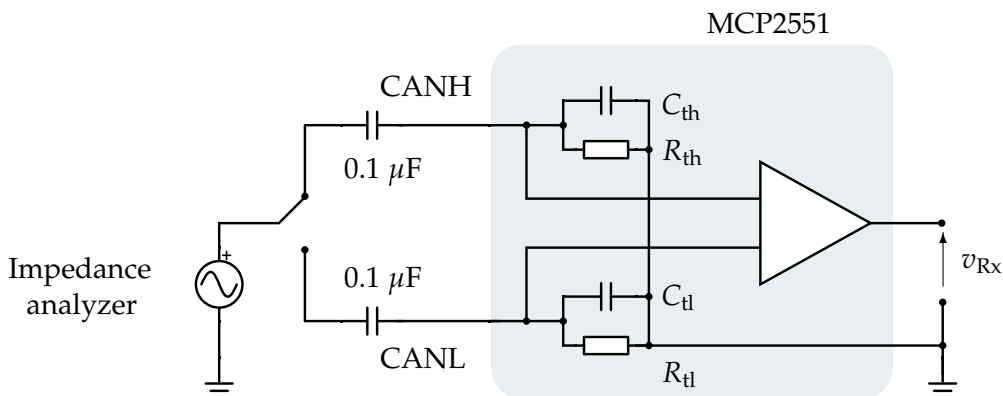 MCP2551
CANH
C_th
0.1 μF
R_th
+
Impedance
analyzer
0.1 μF
C_tl
v_Rx
CANL
R_tl